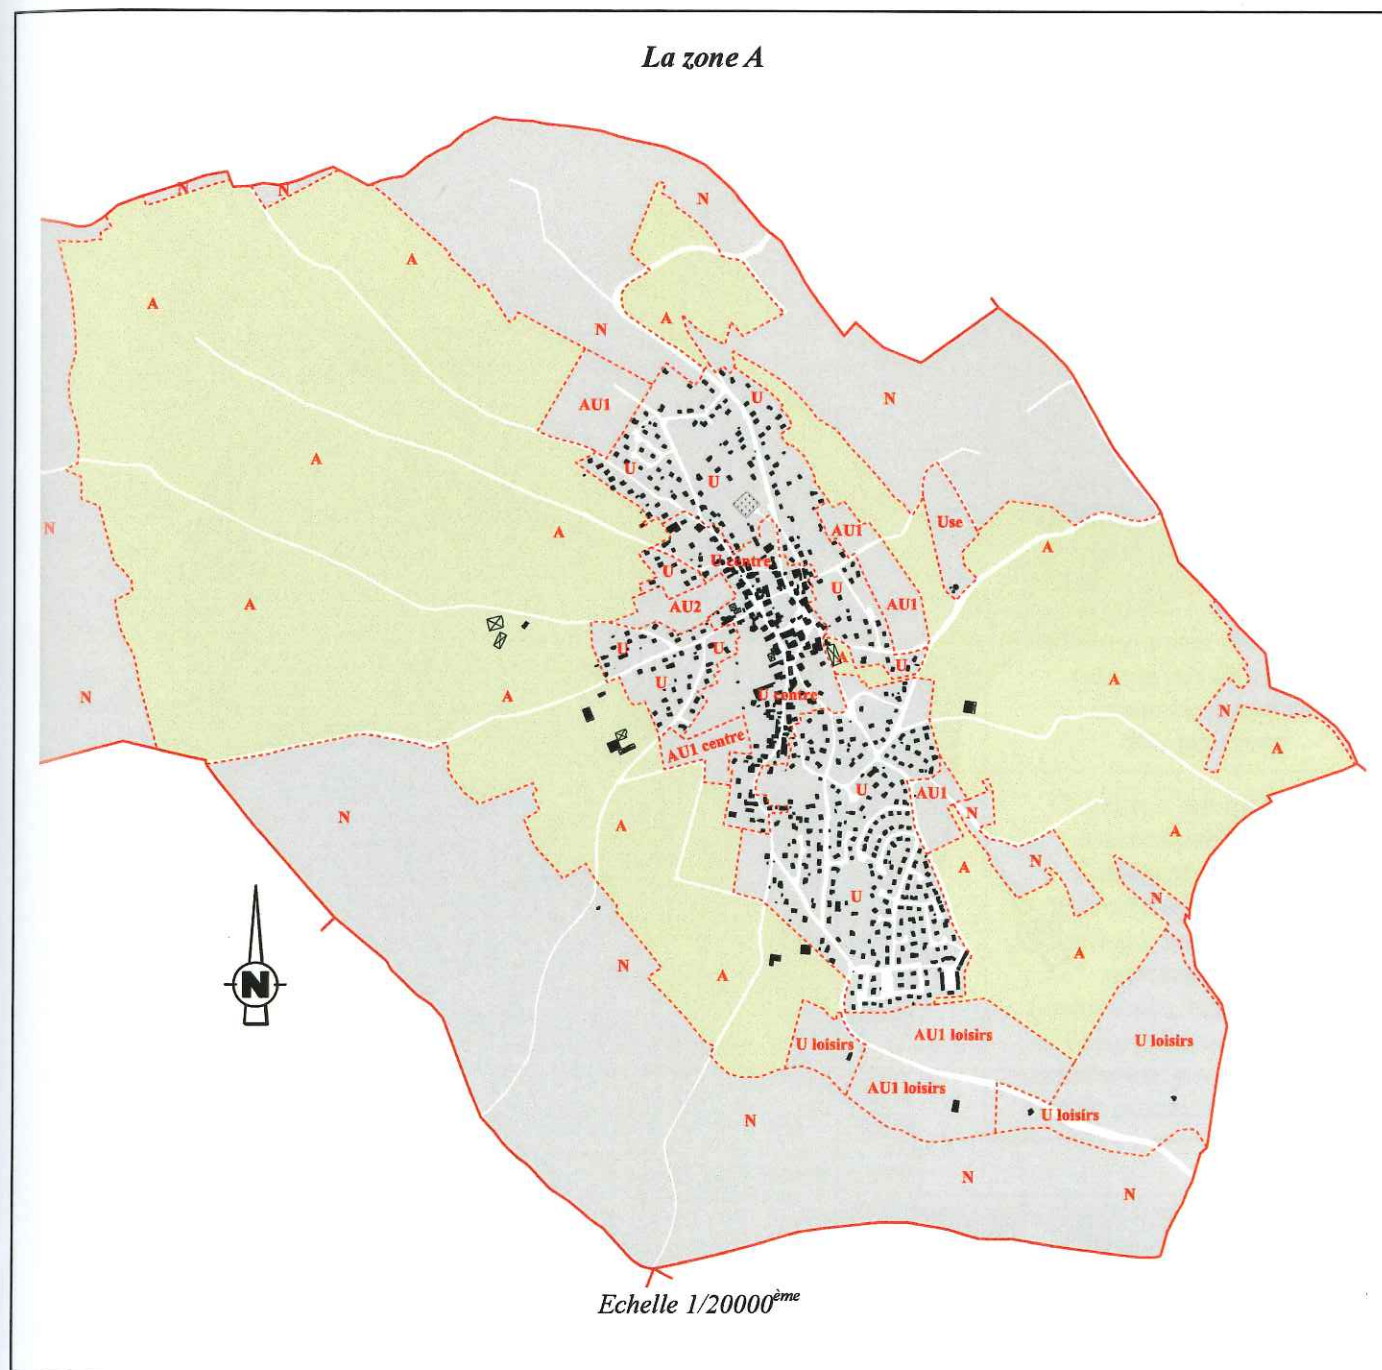 La zone A
N
N
N
A
A
A
N
N
U
AU1
A
U
U
Use
N
AU1
A
A
U centre
U
U
A
AU2
AU1
U
U
A
U
A
U
A
N
U centre
N
AU1 centre
A
U
AU1
N
N
A
A
N
A
U
N
N
A
A
AU1 loisirs
U loisirs
U loisirs
AU1 loisirs
U loisirs
N
N
N
N
Echelle 1/20000ème